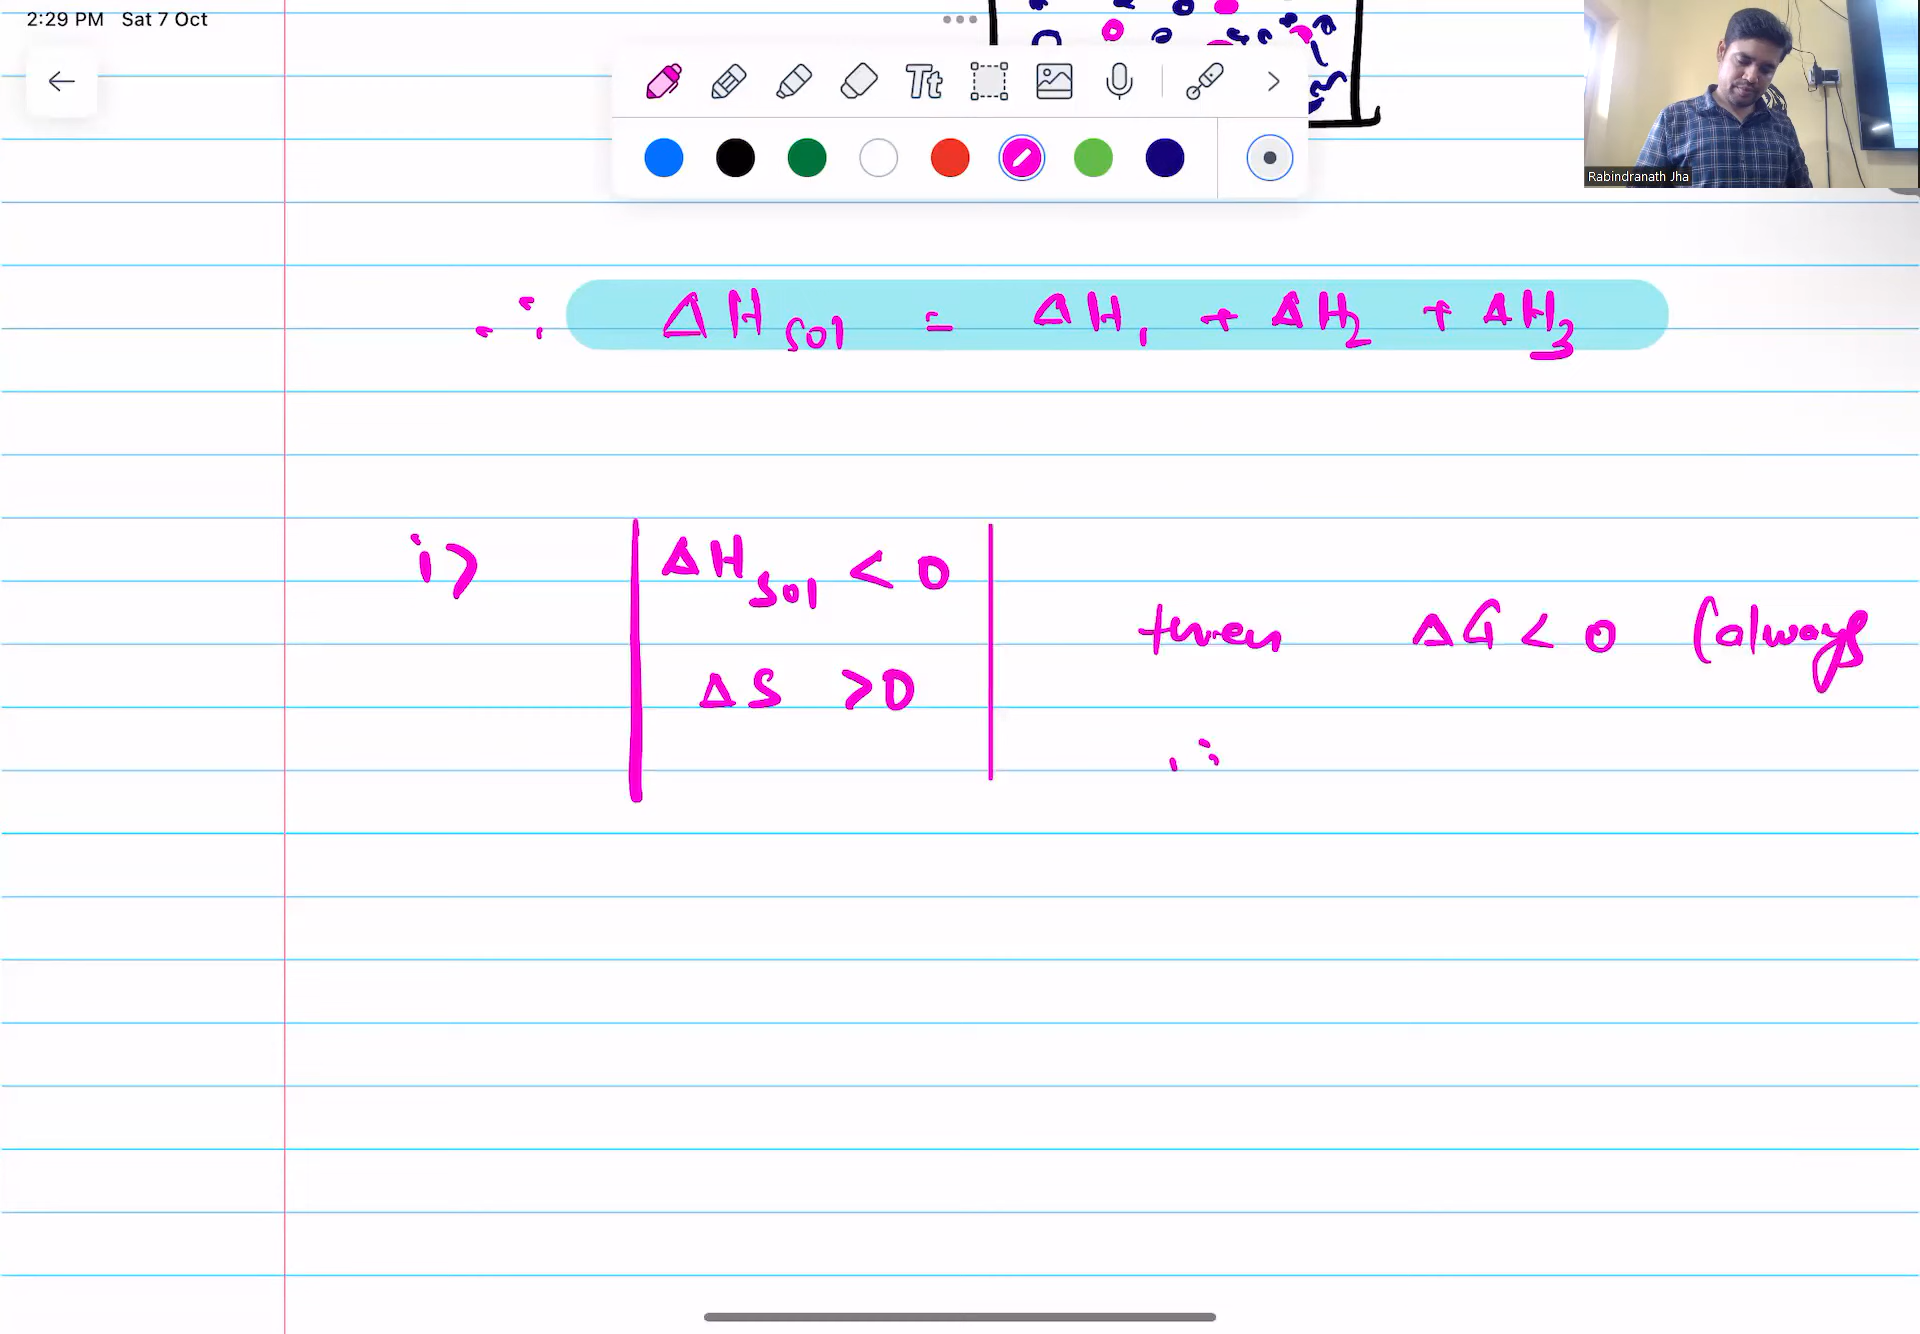 2:29 PM Sat 7 Oct
Tt
Rabindranath Jha
∴ ΔH sol = ΔH₁ + ΔH₂ + ΔH₃
i> ΔH sol < 0
then ΔG < 0 (always
ΔS > 0
∴